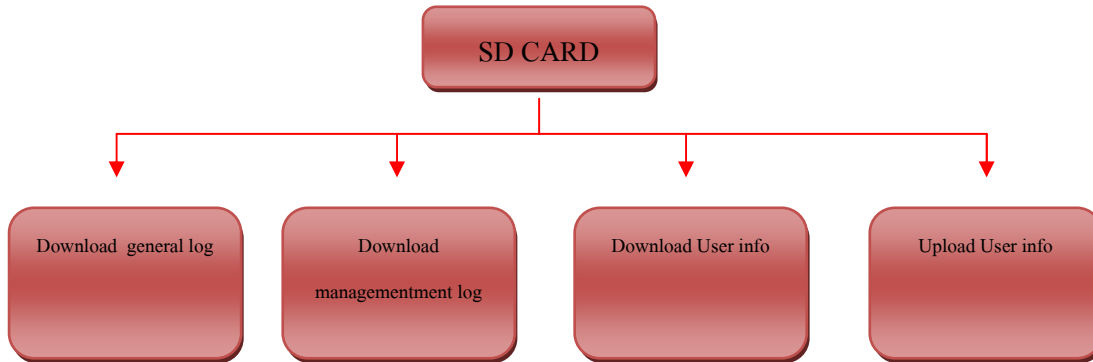 SD CARD
Download general log
Download
managementment log
Download User info
Upload User info